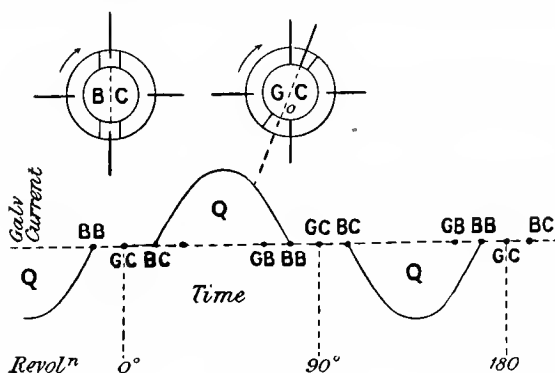 B C
G C
o
Galv
Current
BB
GC
BC
Q
GB
BB
GC
BC
GB
BB
GC
BC
Q
Q
Time
Revolⁿ 0° 90° 180